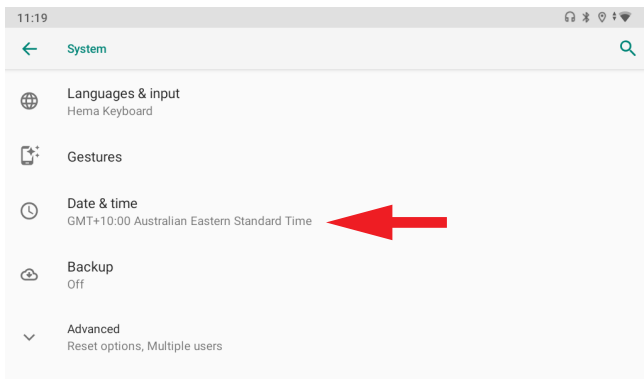 11:19
System
Languages & input
Hema Keyboard
Gestures
Date & time
GMT+10:00 Australian Eastern Standard Time
Backup
Off
Advanced
Reset options, Multiple users